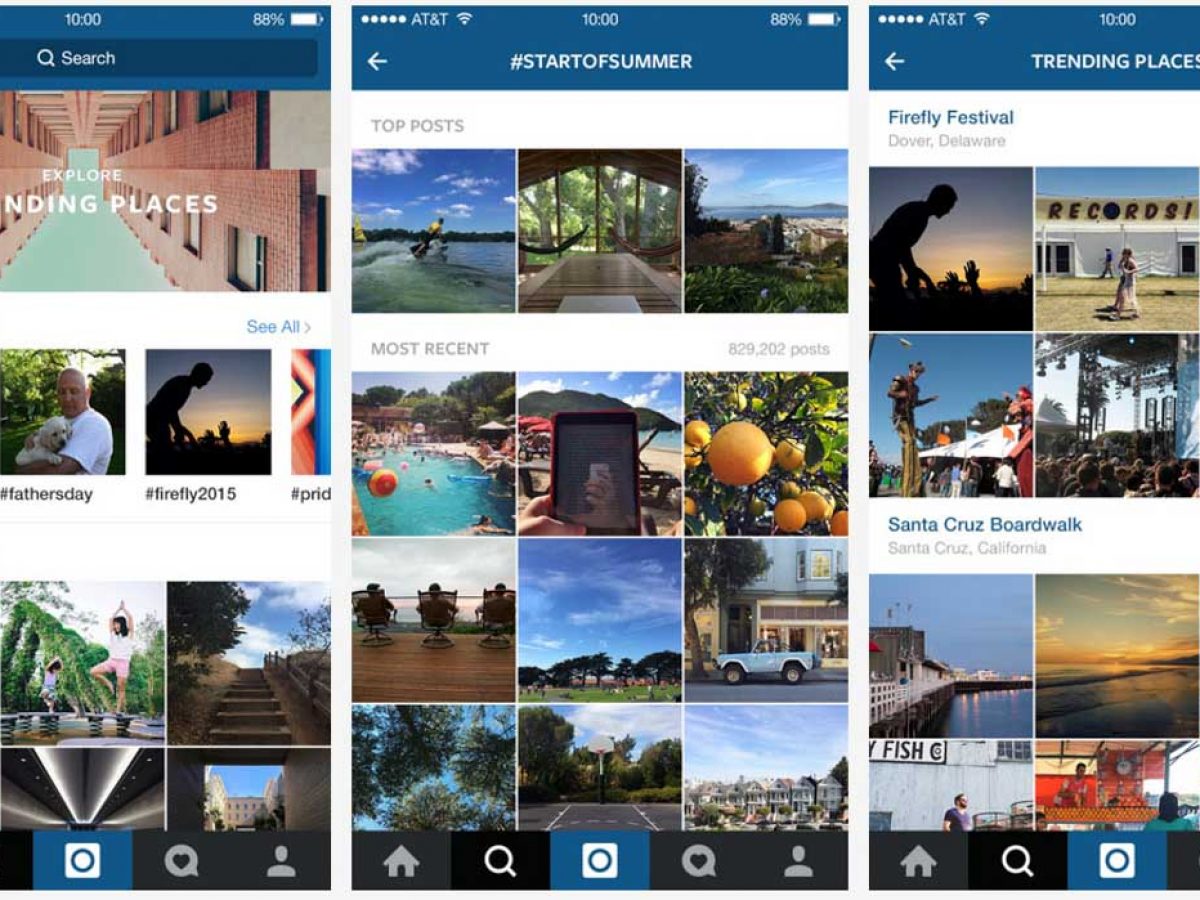 10:00
88%
Search
EXPLORE
NDING PLACES
See All >
#fathersday
#firefly2015
#prid
AT&T
10:00
88%
#STARTOFSUMMER
TOP POSTS
MOST RECENT
829,202 posts
AT&T
10:00
TRENDING PLACES
Firefly Festival
Dover, Delaware
RECORDSI
Santa Cruz Boardwalk
Santa Cruz, California
Y FISH C